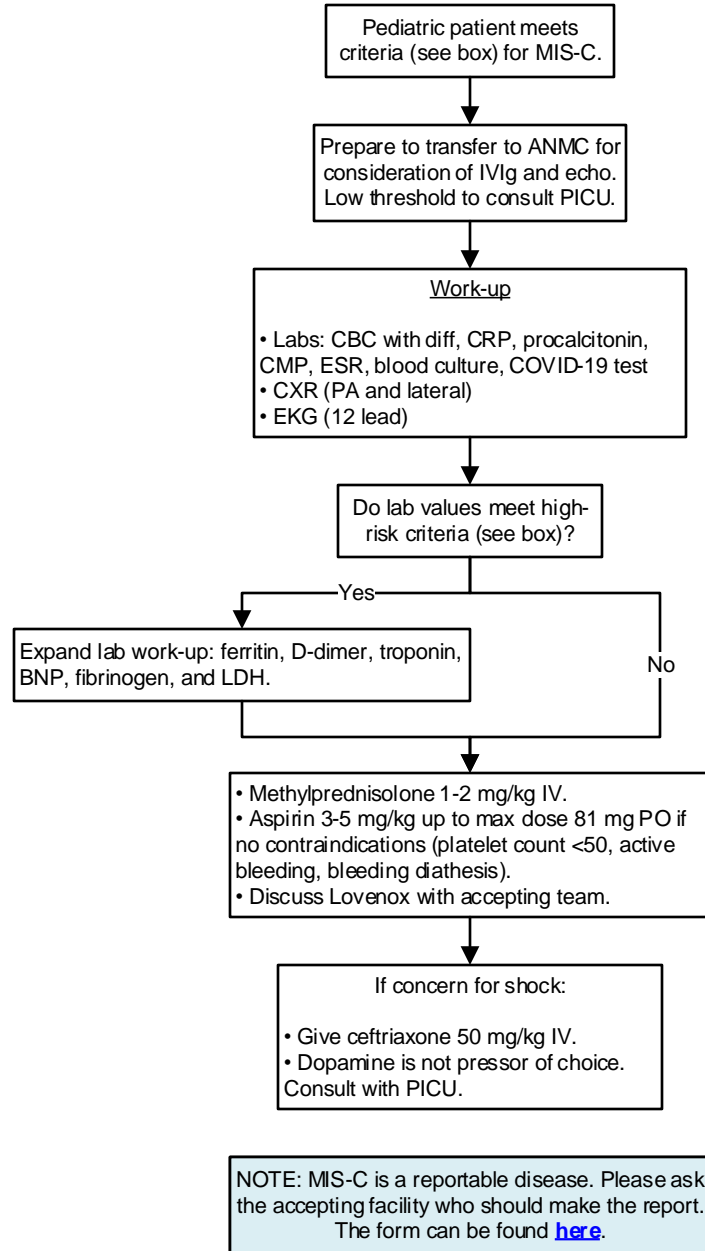 Pediatric patient meets
criteria (see box) for MIS-C.
Prepare to transfer to ANMC for
consideration of IVIg and echo.
Low threshold to consult PICU.
Work-up
• Labs: CBC with diff, CRP, procalcitonin,
CMP, ESR, blood culture, COVID-19 test
• CXR (PA and lateral)
• EKG (12 lead)
Do lab values meet high-
risk criteria (see box)?
Yes
Expand lab work-up: ferritin, D-dimer, troponin,
BNP, fibrinogen, and LDH.
No
• Methylprednisolone 1-2 mg/kg IV.
• Aspirin 3-5 mg/kg up to max dose 81 mg PO if
no contraindications (platelet count <50, active
bleeding, bleeding diathesis).
• Discuss Lovenox with accepting team.
If concern for shock:
• Give ceftriaxone 50 mg/kg IV.
• Dopamine is not pressor of choice.
Consult with PICU.
NOTE: MIS-C is a reportable disease. Please ask
the accepting facility who should make the report.
The form can be found here.